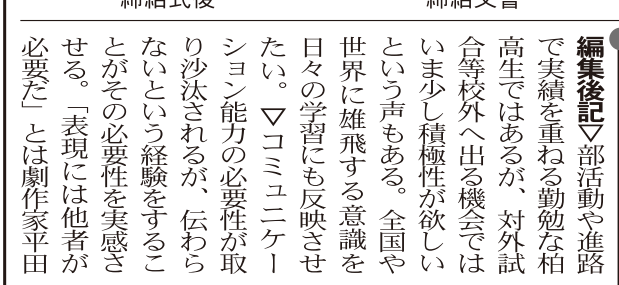 締結式後
締結文書
編集後記▽部活動や進路
で実績を重ねる勤勉な柏
高生ではあるが、対外試
合等校外へ出る機会では
いま少し積極性が欲しい
という声もある。全国や
世界に雄飛する意識を
日々の学習にも反映させ
たい。▽コミュニケー
ション能力の必要性が取
り沙汰されるが、伝わら
ないという経験をするこ
とがその必要性を実感さ
せる。「表現には他者が
必要だ」とは劇作家平田